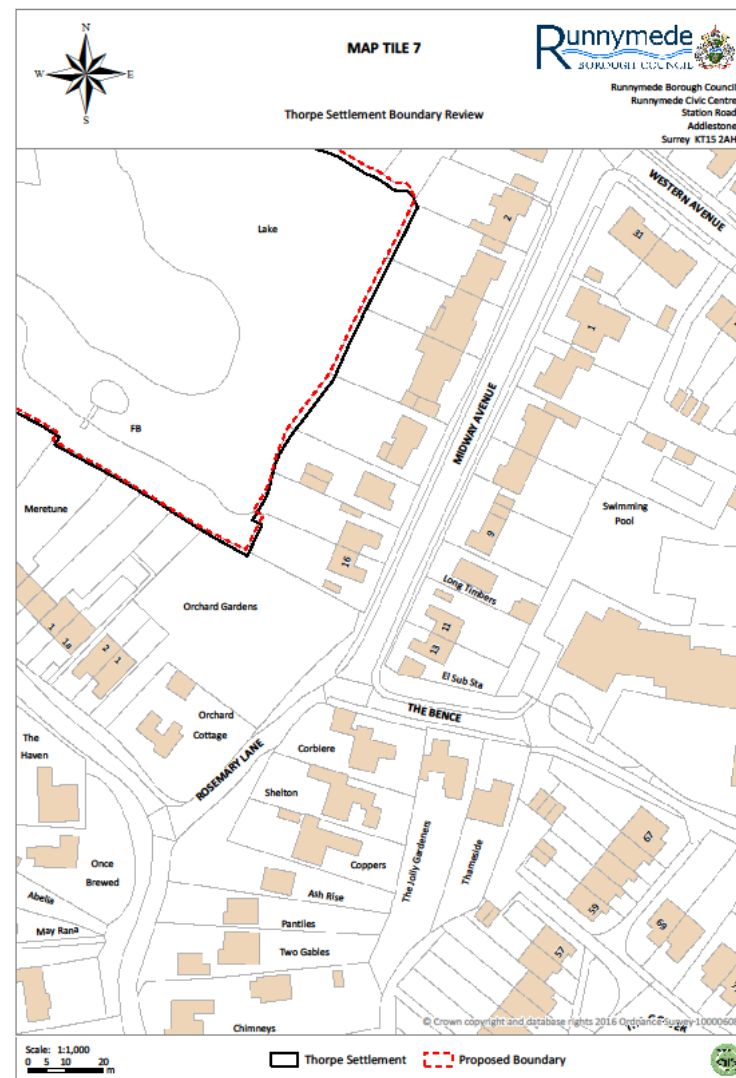 N
W
E
S
MAP TILE 7
Thorpe Settlement Boundary Review
Runnymede
BOROUGH COUNCIL
Runnymede Borough Council
Runnymede Civic Centre
Station Road
Addlestone
Surrey KT15 2AH
WESTERN AVENUE
2
31
Lake
1
MIDWAY AVENUE
FB
Meretune
Swimming
Pool
9
16
Long Timbers
Orchard Gardens
1
1a
2
1
11
13
El Sub Sta
THE BENCE
Orchard
Cottage
ROSEMARY LANE
The
Haven
Corbiere
Shelton
Coppers
The Jolly Gardeners
Thameside
67
Once
Brewed
Abelia
May Rana
Ash Rise
Pantiles
Two Gables
59
69
57
Chimneys
© Crown copyright and database rights 2016 Ordnance Survey 10000608
Scale: 1:1,000
0 5 10 20
m
Thorpe Settlement
Proposed Boundary